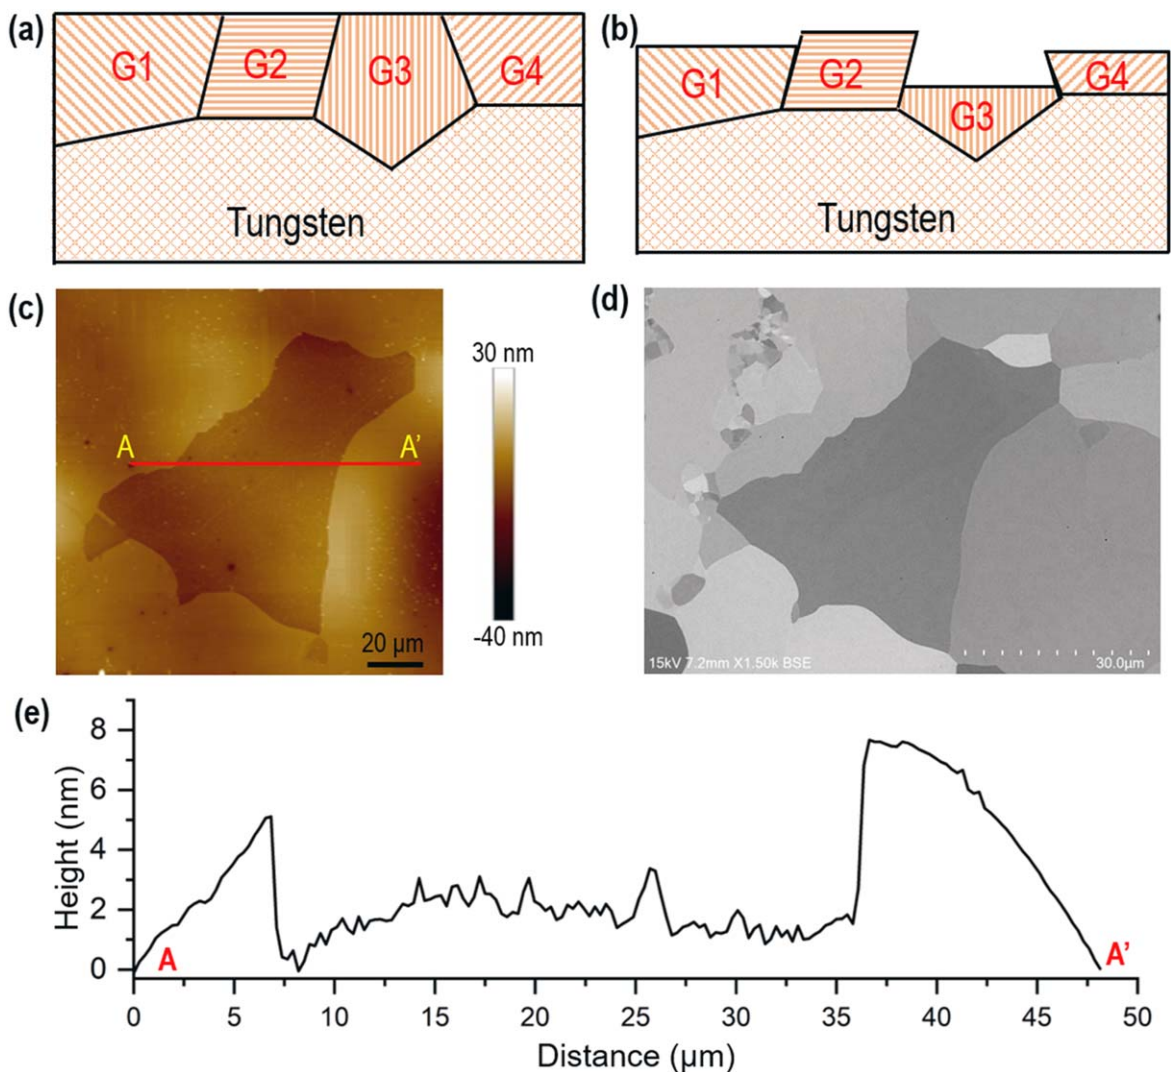 (a)
G1
G2
G3
G4
Tungsten
(b)
G1
G2
G3
G4
Tungsten
(c)
A
A'
20 μm
30 nm
-40 nm
(d)
15kV 7.2mm X1.50k BSE
30.0μm
(e)
Height (nm)
8
6
4
2
0
A
A'
0
5
10
15
20
25
30
35
40
45
50
Distance (μm)